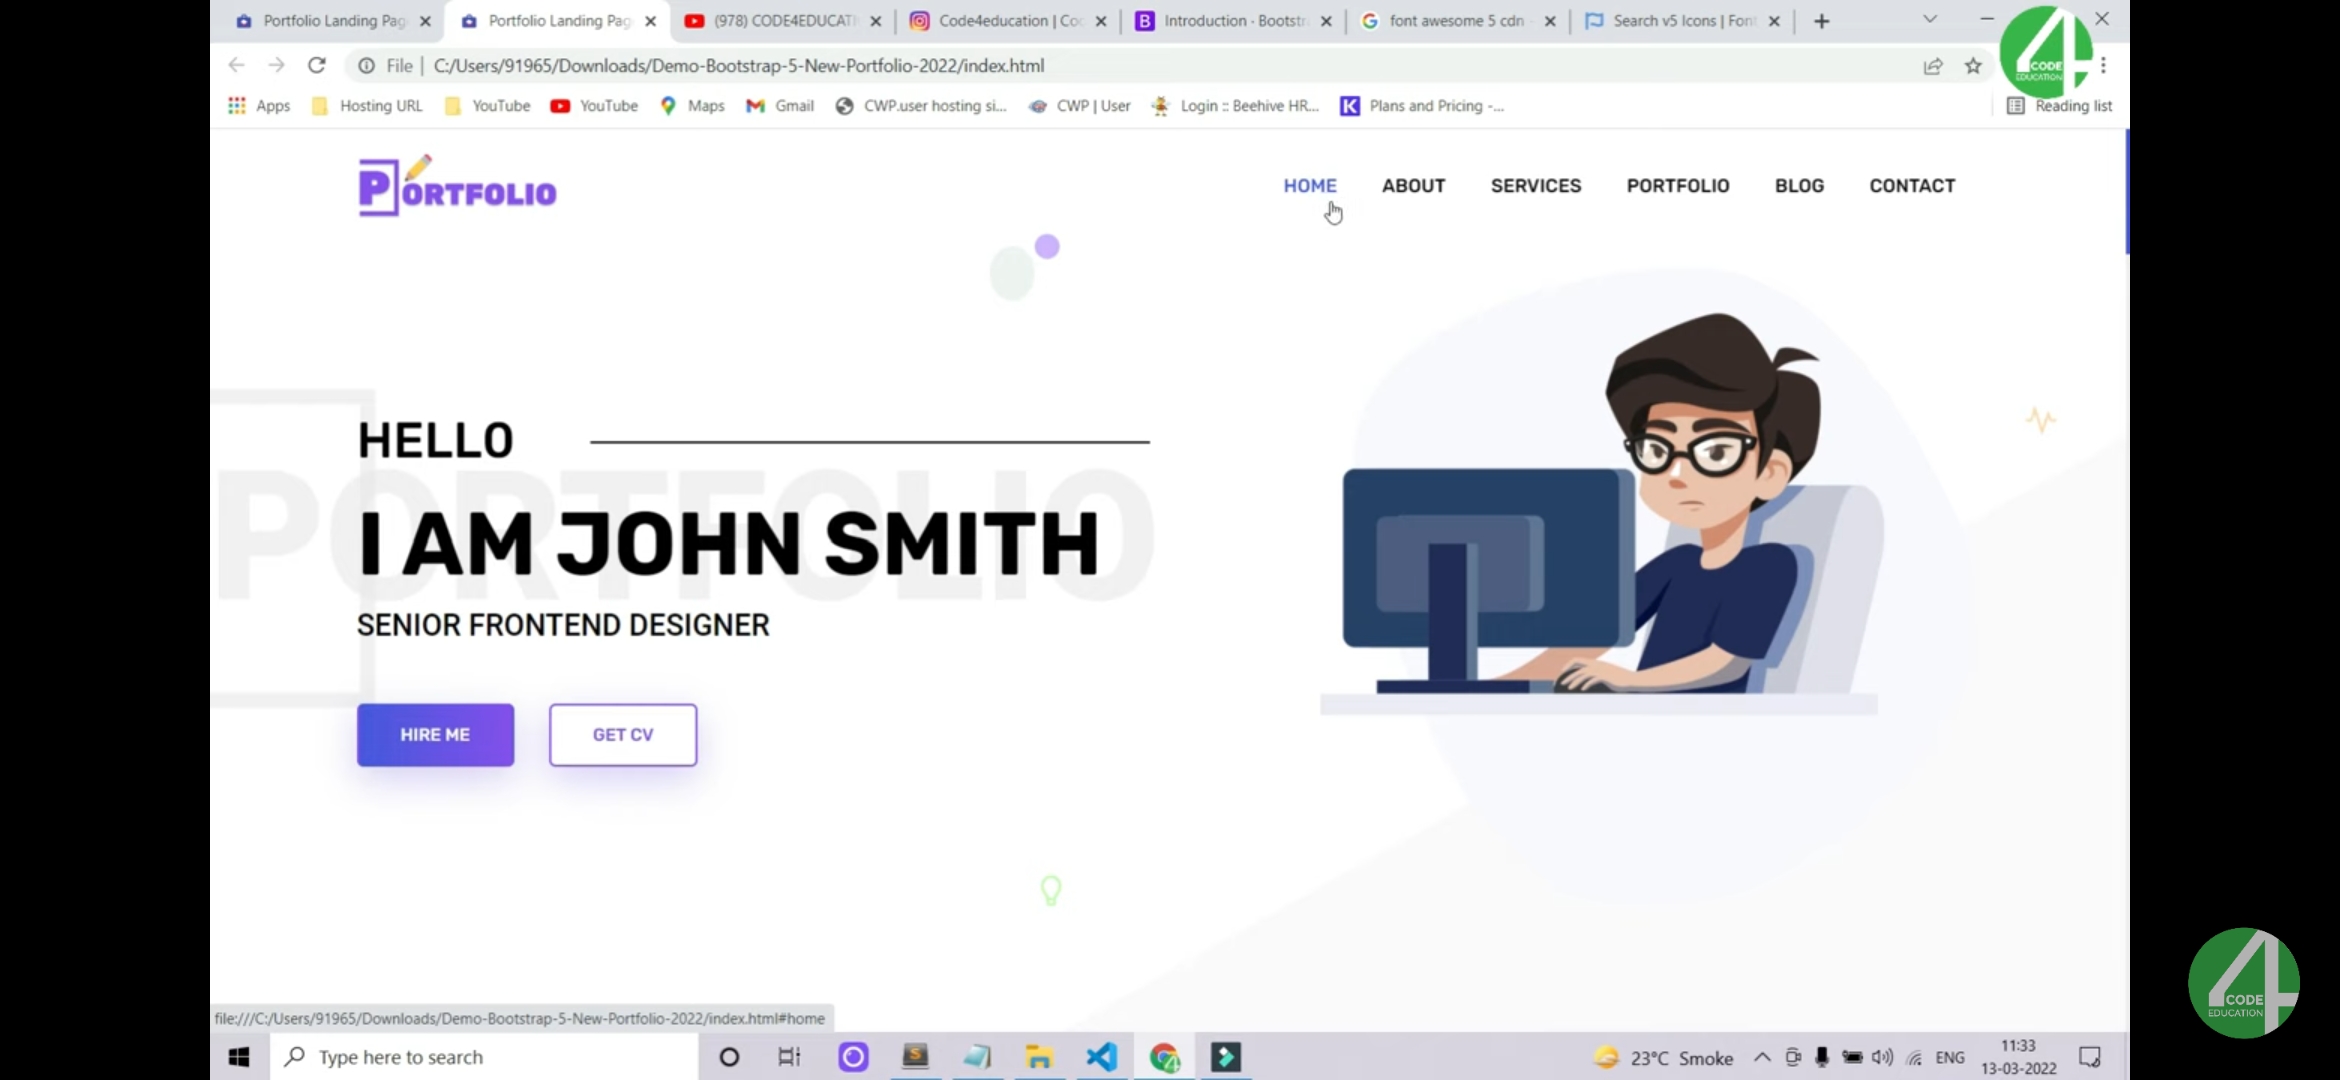 Portfolio Landing Pag
Portfolio Landing Pag
(978) CODE4EDUCATI
Code4education | Co
Introduction · Bootstr
font awesome 5 cdn -
Search v5 Icons | Font
File | C:/Users/91965/Downloads/Demo-Bootstrap-5-New-Portfolio-2022/index.html
CODE
EDUCATION
Apps
Hosting URL
YouTube
YouTube
Maps
Gmail
CWP.user hosting si...
CWP | User
Login :: Beehive HR...
Plans and Pricing -...
Reading list
PORTFOLIO
HOME
ABOUT
SERVICES
PORTFOLIO
BLOG
CONTACT
HELLO
PORTFOLIO
I AM JOHN SMITH
SENIOR FRONTEND DESIGNER
HIRE ME
GET CV
CODE
EDUCATION
file:///C:/Users/91965/Downloads/Demo-Bootstrap-5-New-Portfolio-2022/index.html#home
Type here to search
23°C Smoke
ENG
11:33
13-03-2022